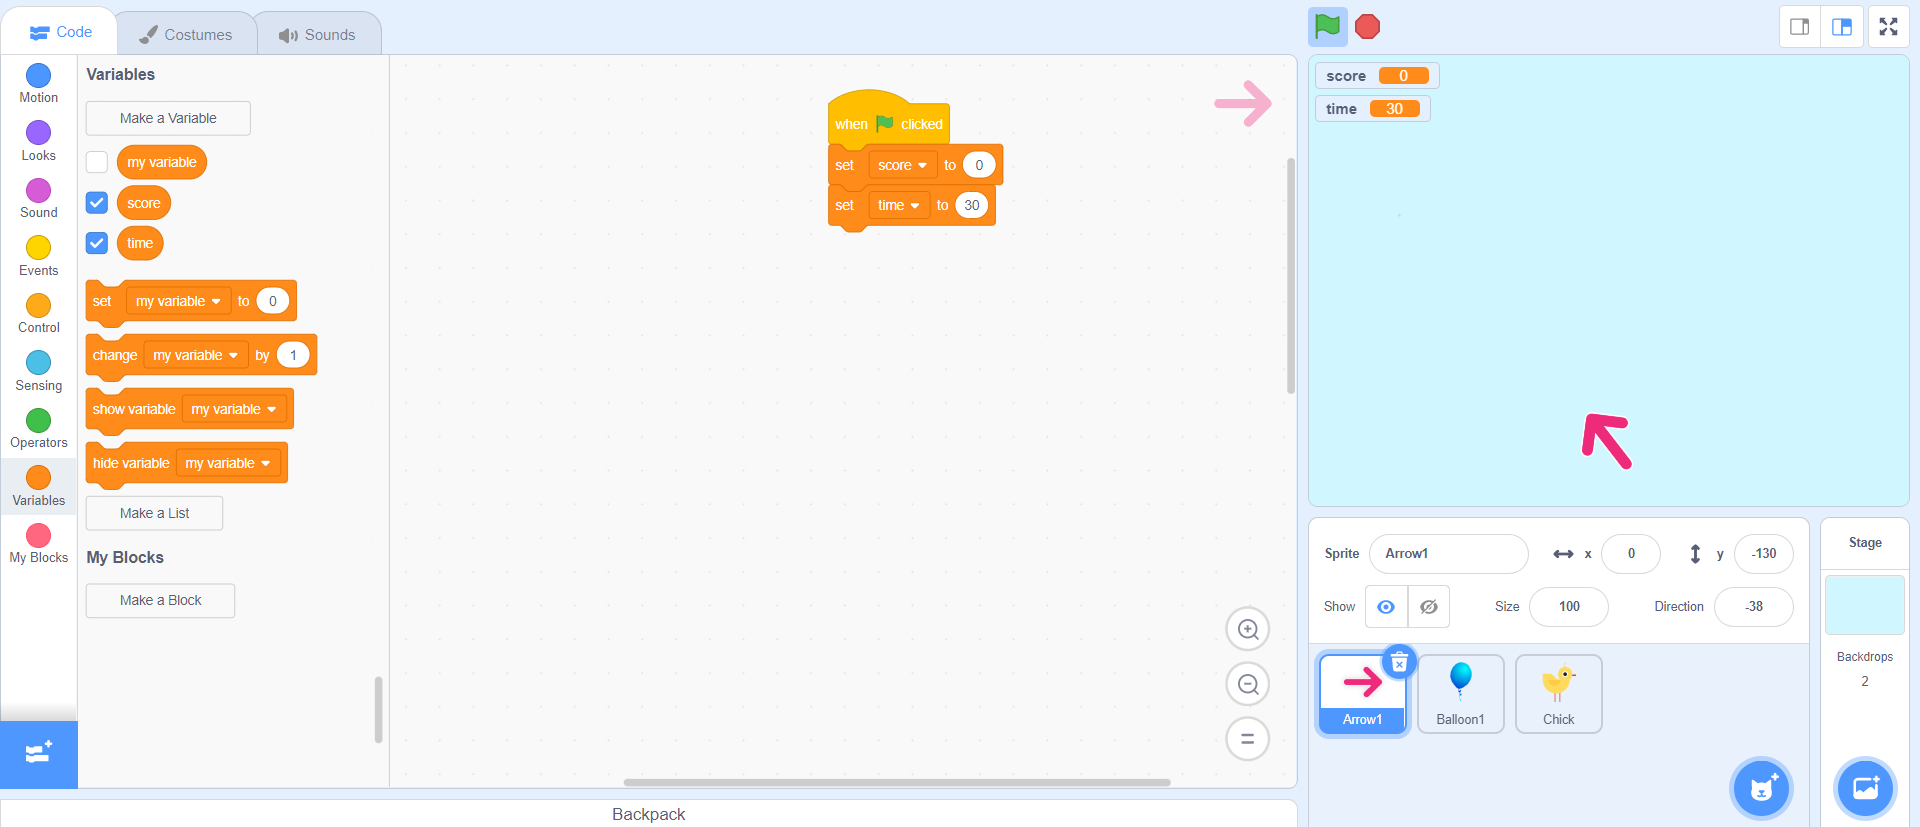 Code
Costumes
Sounds
Motion
Looks
Sound
Events
Control
Sensing
Operators
Variables
My Blocks
Variables
Make a Variable
my variable
score
time
set my variable to 0
change my variable by 1
show variable my variable
hide variable my variable
Make a List
My Blocks
Make a Block
when clicked
set score to 0
set time to 30
Backpack
score 0
time 30
Sprite Arrow1 x 0 y -130
Show Size 100 Direction -38
Arrow1
Balloon1
Chick
Stage
Backdrops
2